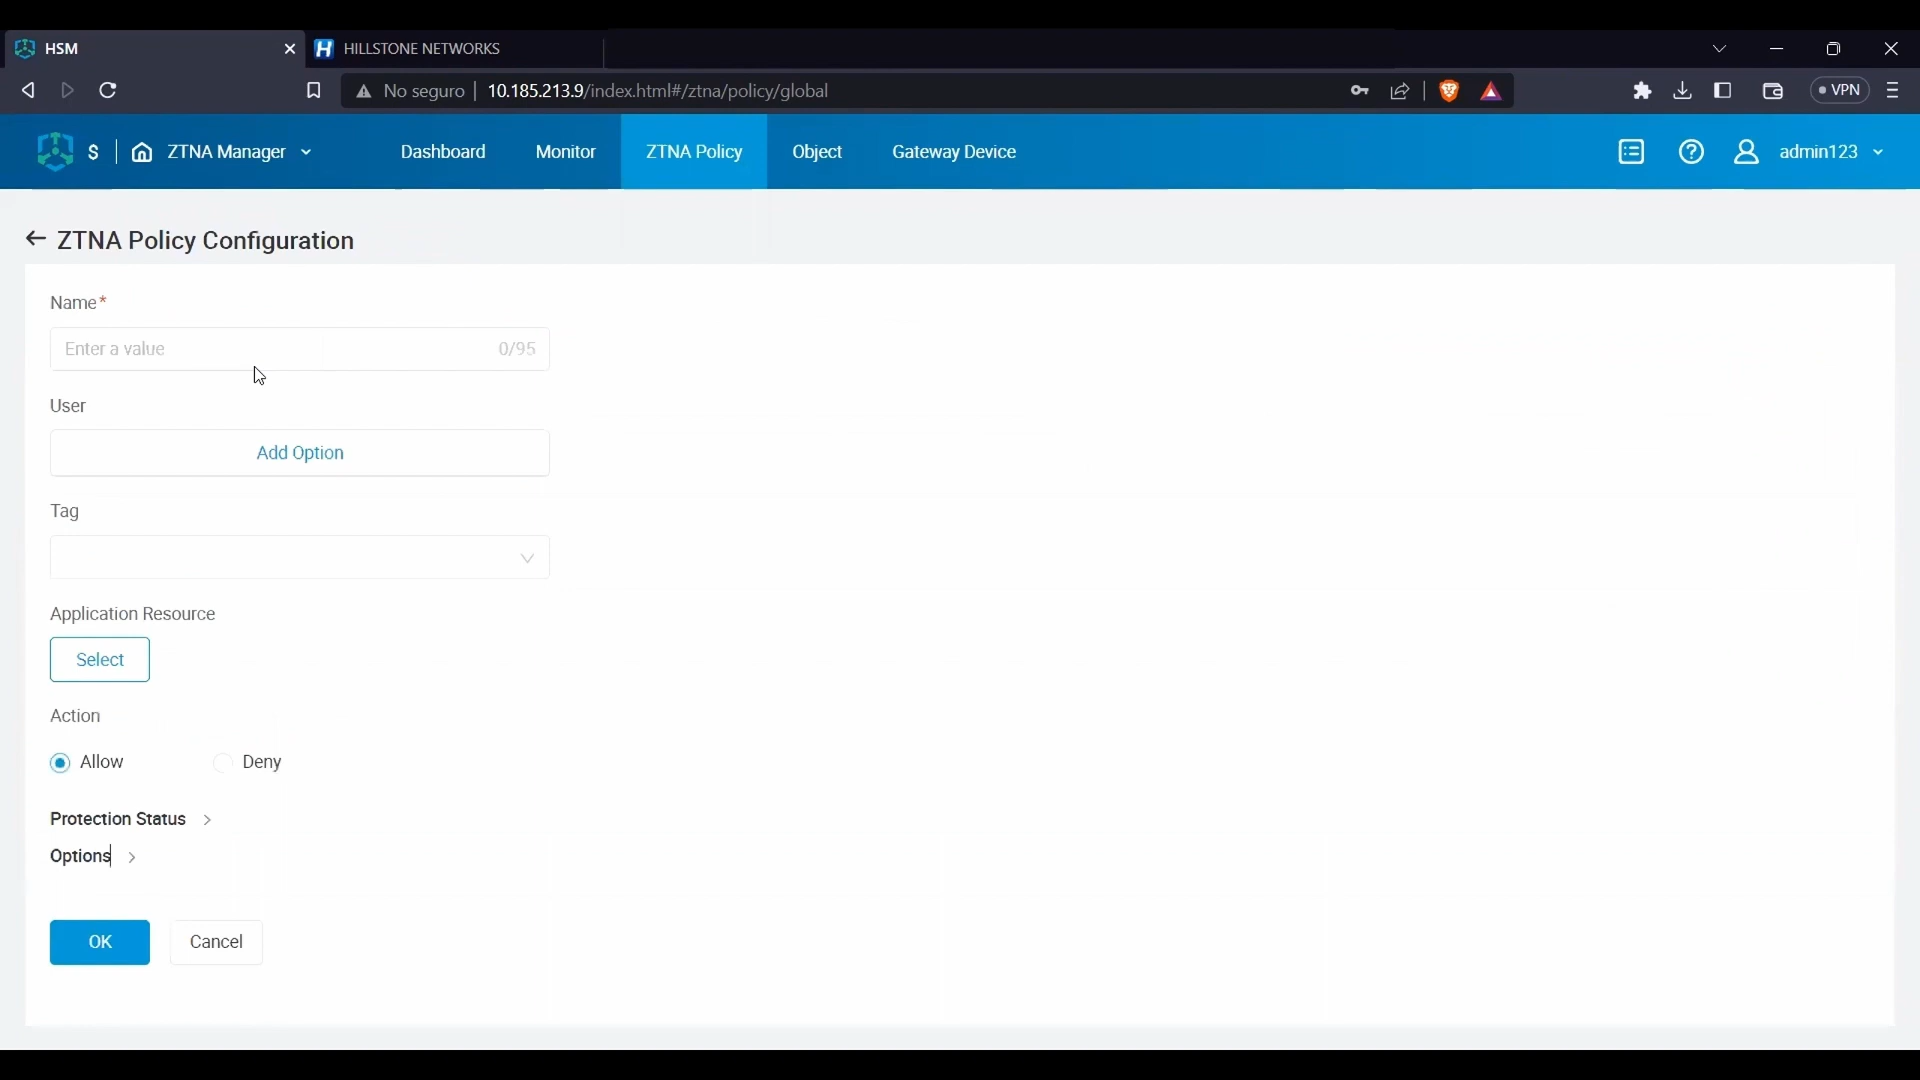 HSM
HILLSTONE NETWORKS
No seguro
10.185.213.9/index.html#/ztna/policy/global
VPN
$
ZTNA Manager
Dashboard
Monitor
ZTNA Policy
Object
Gateway Device
admin123
ZTNA Policy Configuration
Name*
Enter a value
0/95
User
Add Option
Tag
Application Resource
Select
Action
Allow
Deny
Protection Status
Options
OK
Cancel